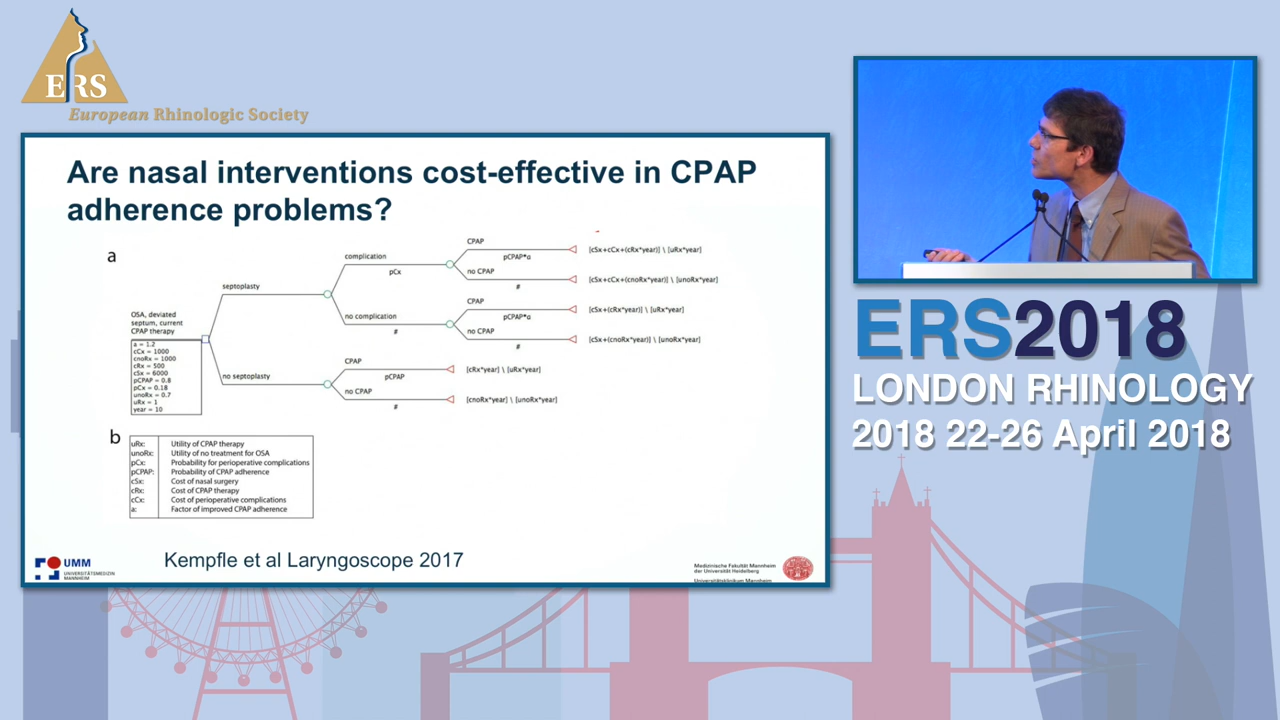 ERS
European Rhinologic Society
Are nasal interventions cost-effective in CPAP
adherence problems?
a
OSA, deviated
septum, current
CPAP therapy
a = 1.2
cCx = 1000
cnoRx = 1000
cRx = 500
cSx = 6000
pCPAP = 0.8
pCx = 0.18
unoRx = 0.7
uRx = 1
year = 10
septoplasty
complication
pCx
CPAP
pCPAP*a
[cSx+cCx+(cRx*year)] \ [uRx*year]
no CPAP
#
[cSx+cCx+(cnoRx*year)] \ [unoRx*year]
no complication
#
CPAP
pCPAP*a
[cSx+(cRx*year)] \ [uRx*year]
no CPAP
#
[cSx+(cnoRx*year)] \ [unoRx*year]
no septoplasty
CPAP
pCPAP
[cRx*year] \ [uRx*year]
no CPAP
#
[cnoRx*year] \ [unoRx*year]
b
uRx: Utility of CPAP therapy
unoRx: Utility of no treatment for OSA
pCx: Probability for perioperative complications
pCPAP: Probability of CPAP adherence
cSx: Cost of nasal surgery
cRx: Cost of CPAP therapy
cCx: Cost of perioperative complications
a: Factor of improved CPAP adherence
Kempfle et al Laryngoscope 2017
UMM
UNIVERSITÄTSMEDIZIN
MANNHEIM
Medizinische Fakultät Mannheim
der Universität Heidelberg
Universitätsklinikum Mannheim
ERS2018
LONDON RHINOLOGY
2018 22-26 April 2018